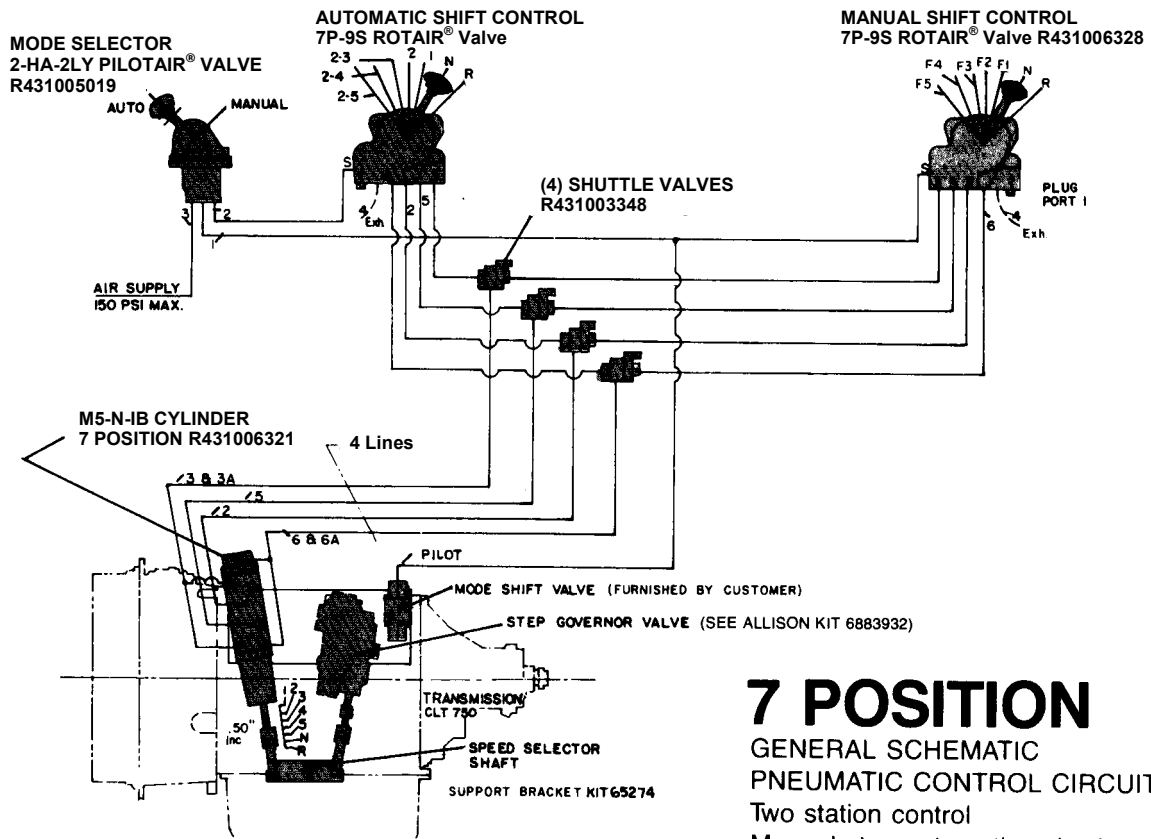 AUTOMATIC SHIFT CONTROL
7P-9S ROTAIR® Valve
MANUAL SHIFT CONTROL
7P-9S ROTAIR® Valve R431006328
MODE SELECTOR
2-HA-2LY PILOTAIR® VALVE
R431005019
AUTO
MANUAL
2-5
2-4
2-3
2
1
N
R
F5
F4
F3
F2
F1
N
R
S
4
Exh.
2
5
S
PLUG
PORT 1
6
4
Exh.
3
1
2
(4) SHUTTLE VALVES
R431003348
AIR SUPPLY
150 PSI MAX.
M5-N-IB CYLINDER
7 POSITION R431006321
4 Lines
3 & 3A
5
2
6 & 6A
PILOT
MODE SHIFT VALVE (FURNISHED BY CUSTOMER)
STEP GOVERNOR VALVE (SEE ALLISON KIT 6883932)
1
2
3
4
5
N
R
.50"
inc
TRANSMISSION
CLT 750
SPEED SELECTOR
SHAFT
SUPPORT BRACKET KIT 65274
7 POSITION
GENERAL SCHEMATIC
PNEUMATIC CONTROL CIRCUIT
Two station control